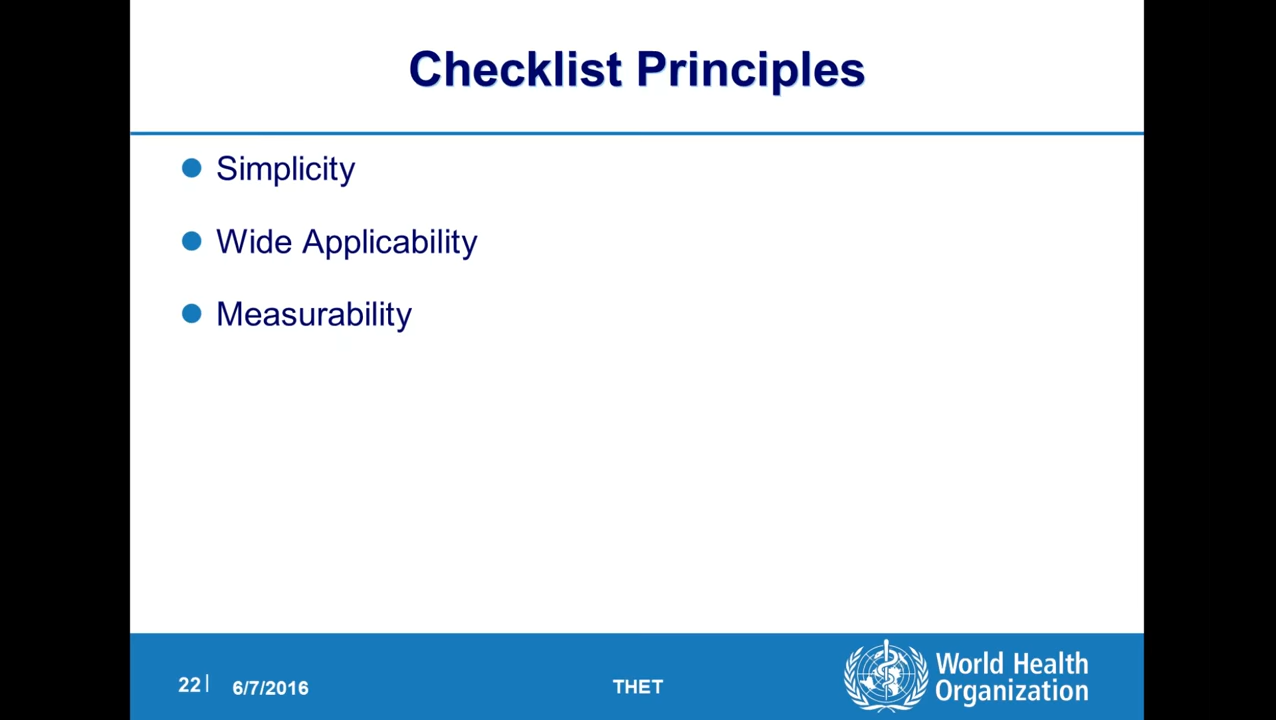 Checklist Principles
Simplicity
Wide Applicability
Measurability
22 |
6/7/2016
THET
World Health
Organization